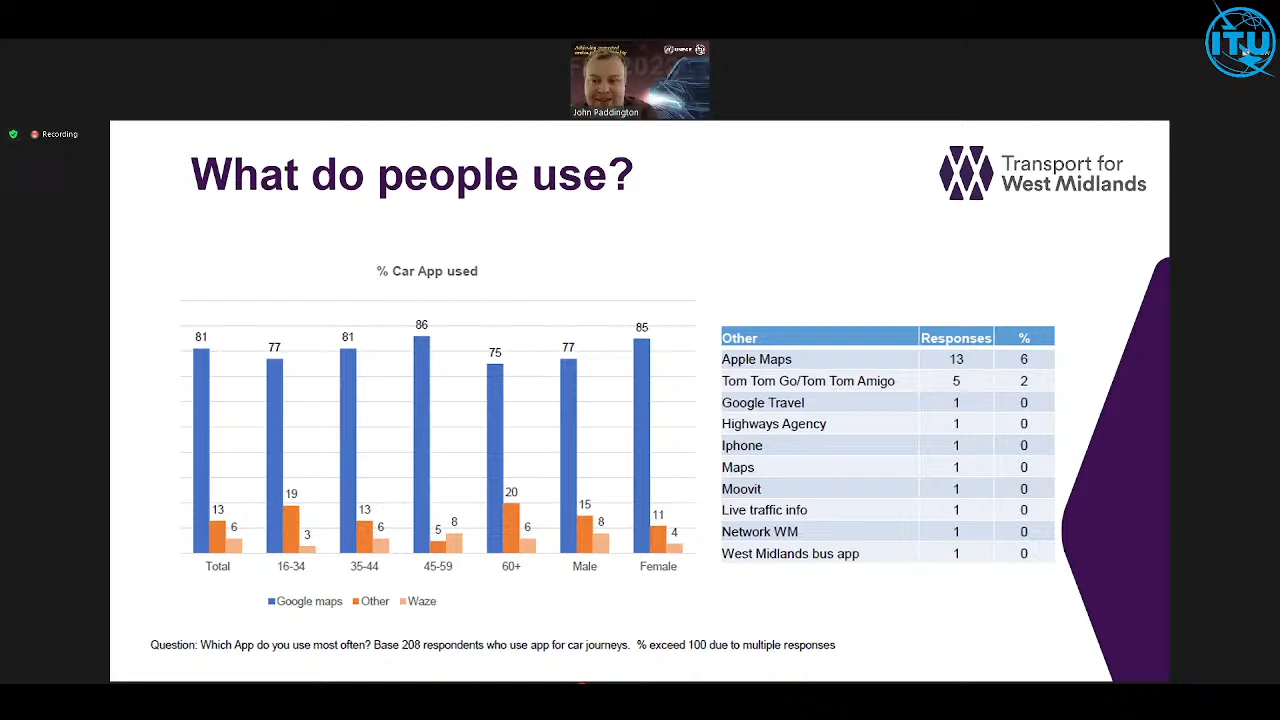 ITU
John Paddington
Recording
What do people use?
Transport for
West Midlands
% Car App used
81 13 6
77 19 3
81 13 6
86 5 8
75 20 6
77 15 8
85 11 4
Total 16-34 35-44 45-59 60+ Male Female
Google maps Other Waze
Other Responses %
Apple Maps 13 6
Tom Tom Go/Tom Tom Amigo 5 2
Google Travel 1 0
Highways Agency 1 0
Iphone 1 0
Maps 1 0
Moovit 1 0
Live traffic info 1 0
Network WM 1 0
West Midlands bus app 1 0
Question: Which App do you use most often? Base 208 respondents who use app for car journeys. % exceed 100 due to multiple responses